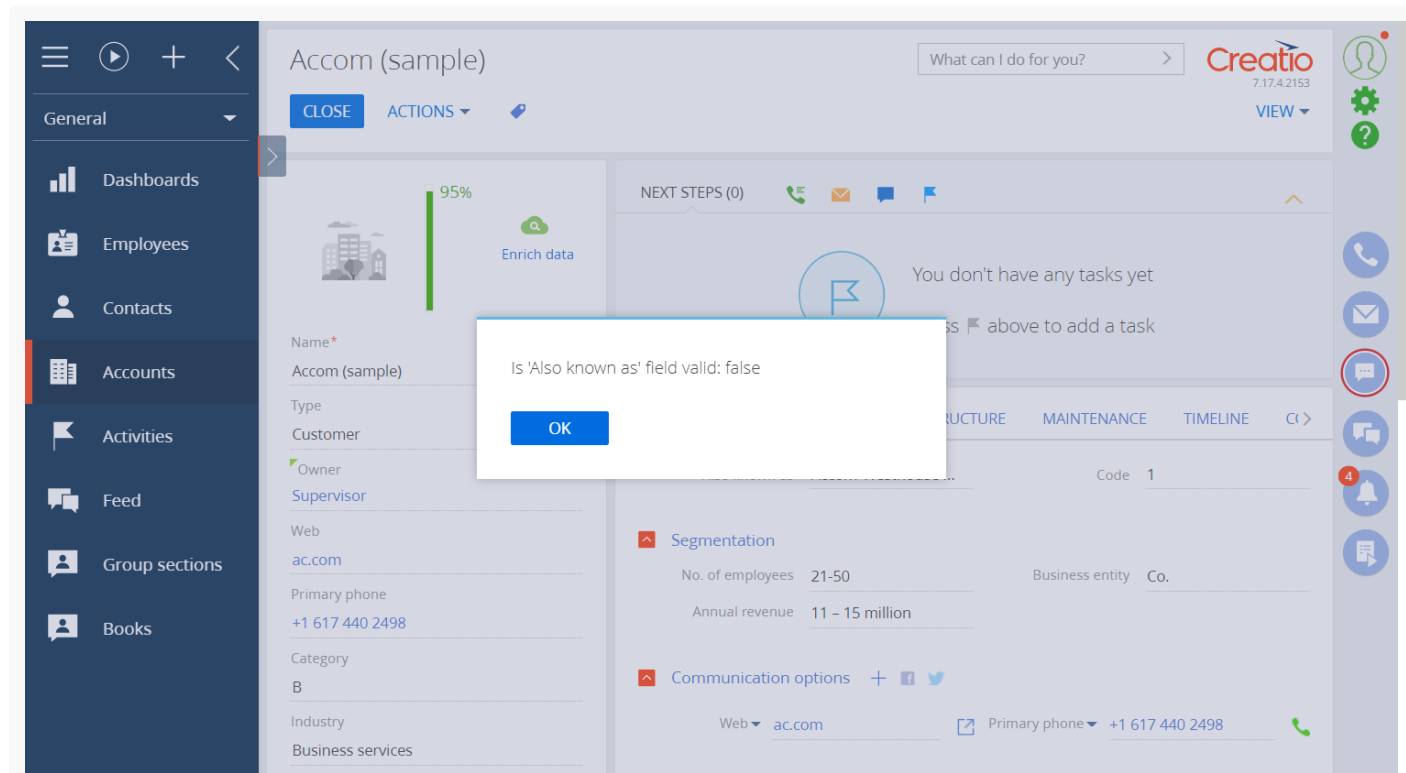 General
Dashboards
Employees
Contacts
Accounts
Activities
Feed
Group sections
Books
Accom (sample)
What can I do for you?
Creatio
7.17.4.2153
CLOSE
ACTIONS
VIEW
95%
Enrich data
Name*
Accom (sample)
Type
Customer
Owner
Supervisor
Web
ac.com
Primary phone
+1 617 440 2498
Category
B
Industry
Business services
NEXT STEPS (0)
You don't have any tasks yet
above to add a task
Is 'Also known as' field valid: false
OK
MAINTENANCE
TIMELINE
Code 1
Segmentation
No. of employees 21-50
Business entity Co.
Annual revenue 11 – 15 million
Communication options
Web ac.com
Primary phone +1 617 440 2498
4